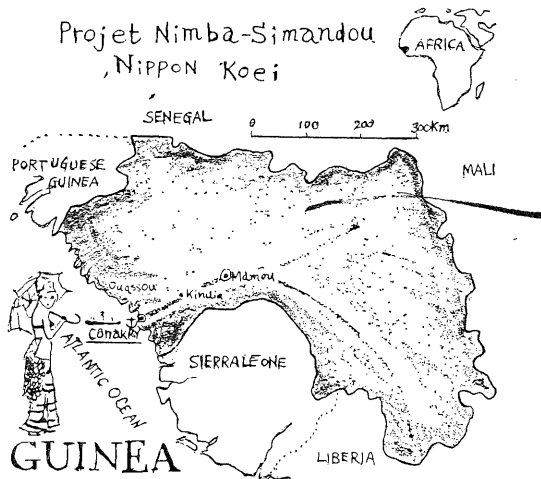 Projet Nimba-Simandou
NIPPON KOEI
AFRICA
SENEGAL
0 100 200 300Km
PORTUGUESE
GUINEA
MALI
Ouassou
Mamou
Kindia
CONAKRY
ATLANTIC OCEAN
SIERRALEONE
LIBERIA
GUINEA